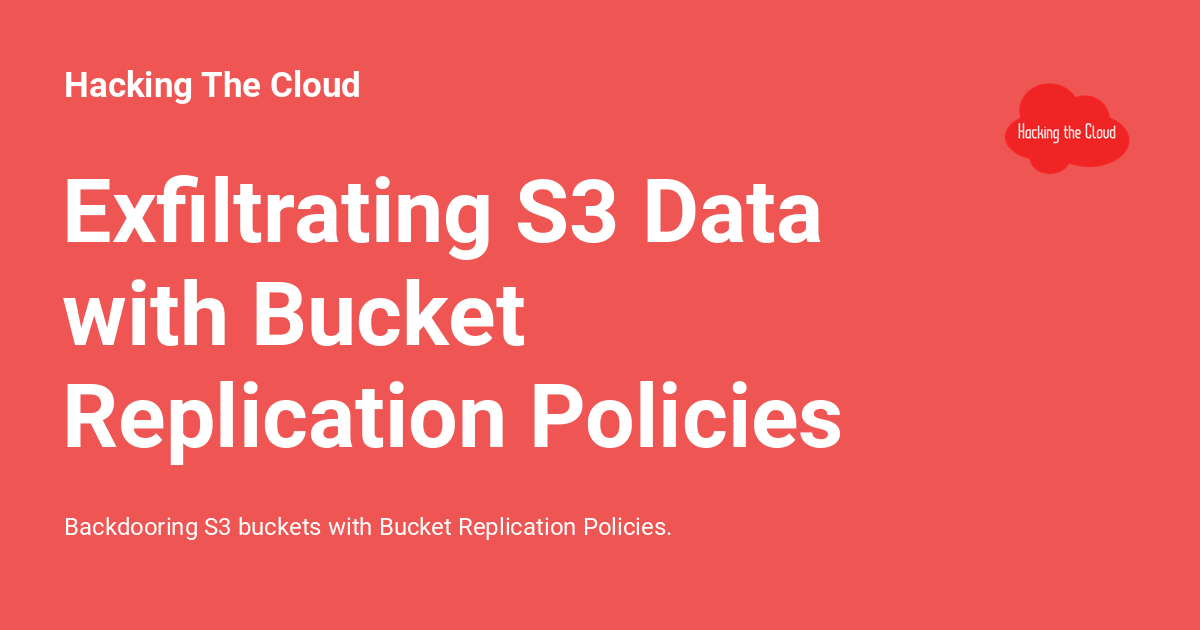 Hacking The Cloud
Hacking the Cloud
Exfiltrating S3 Data
with Bucket
Replication Policies
Backdooring S3 buckets with Bucket Replication Policies.